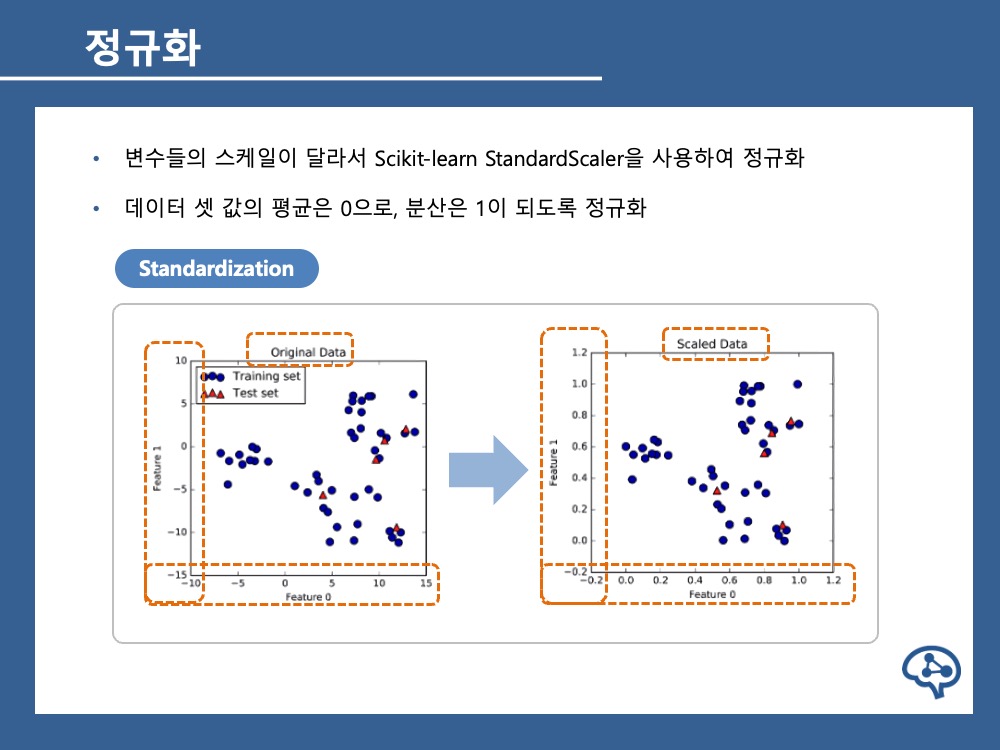 정규화
• 변수들의 스케일이 달라서 Scikit-learn StandardScaler을 사용하여 정규화
• 데이터 셋 값의 평균은 0으로, 분산은 1이 되도록 정규화
Standardization
Original Data
Training set
Test set
10
5
0
−5
−10
−15
Feature 1
−10 −5 0 5 10 15
Feature 0
Scaled Data
1.2
1.0
0.8
0.6
0.4
0.2
0.0
−0.2
Feature 1
−0.2 0.0 0.2 0.4 0.6 0.8 1.0 1.2
Feature 0